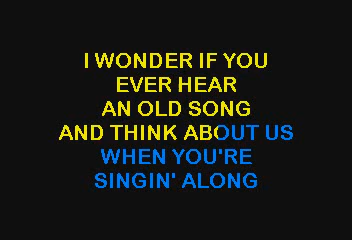 I WONDER IF YOU
EVER HEAR
AN OLD SONG
AND THINK ABOUT US
WHEN YOU'RE
SINGIN' ALONG